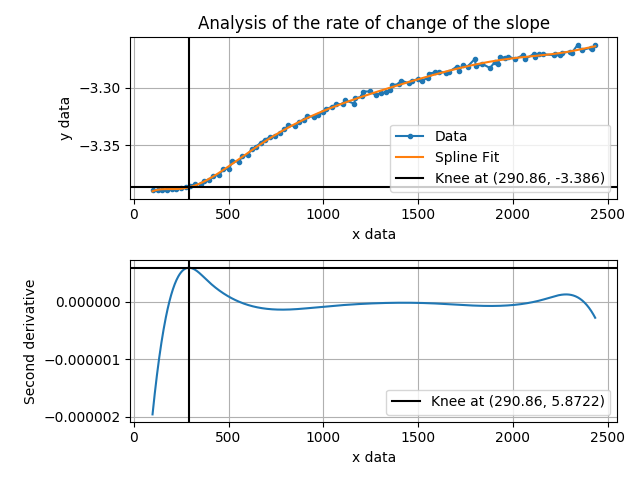 Analysis of the rate of change of the slope
y data
−3.30
−3.35
Data
Spline Fit
Knee at (290.86, -3.386)
0 500 1000 1500 2000 2500
x data
Second derivative
0.000000
−0.000001
−0.000002
Knee at (290.86, 5.8722)
0 500 1000 1500 2000 2500
x data